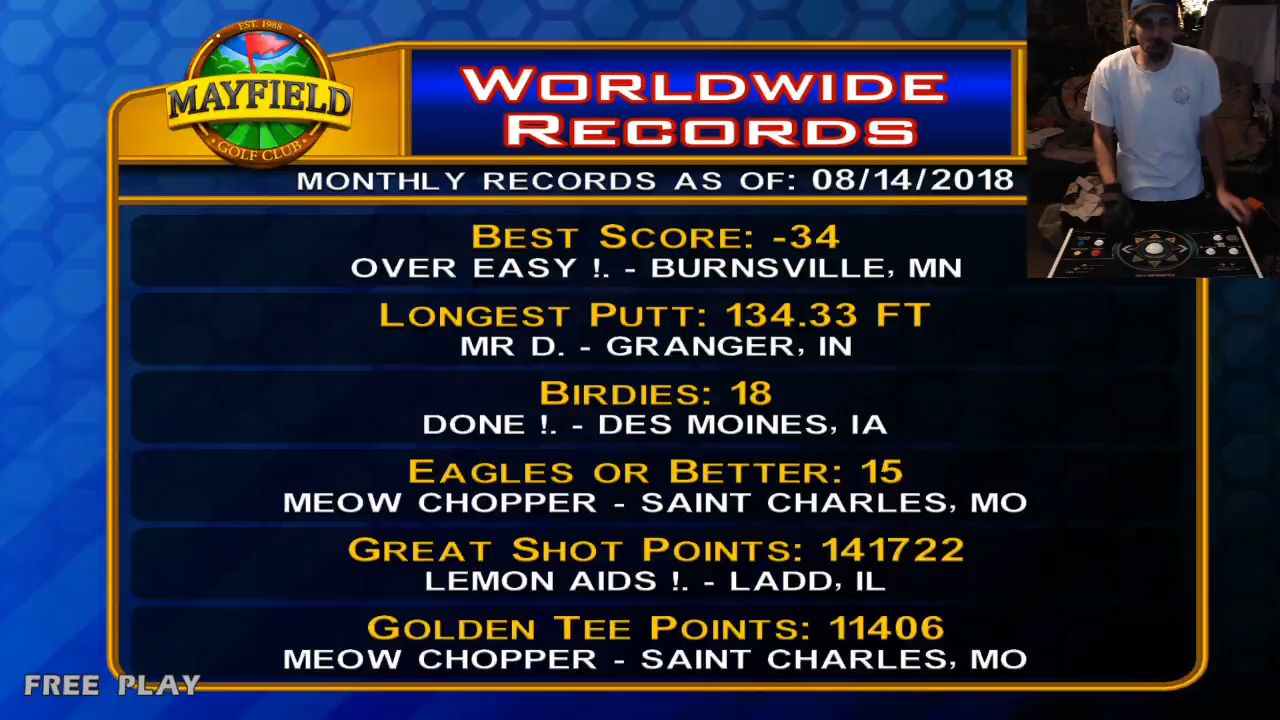 EST. 1988
MAYFIELD
GOLF CLUB
WORLDWIDE
RECORDS
MONTHLY RECORDS AS OF: 08/14/2018
BEST SCORE: -34
OVER EASY !. - BURNSVILLE, MN
LONGEST PUTT: 134.33 FT
MR D. - GRANGER, IN
BIRDIES: 18
DONE !. - DES MOINES, IA
EAGLES OR BETTER: 15
MEOW CHOPPER - SAINT CHARLES, MO
GREAT SHOT POINTS: 141722
LEMON AIDS !. - LADD, IL
GOLDEN TEE POINTS: 11406
MEOW CHOPPER - SAINT CHARLES, MO
FREE PLAY